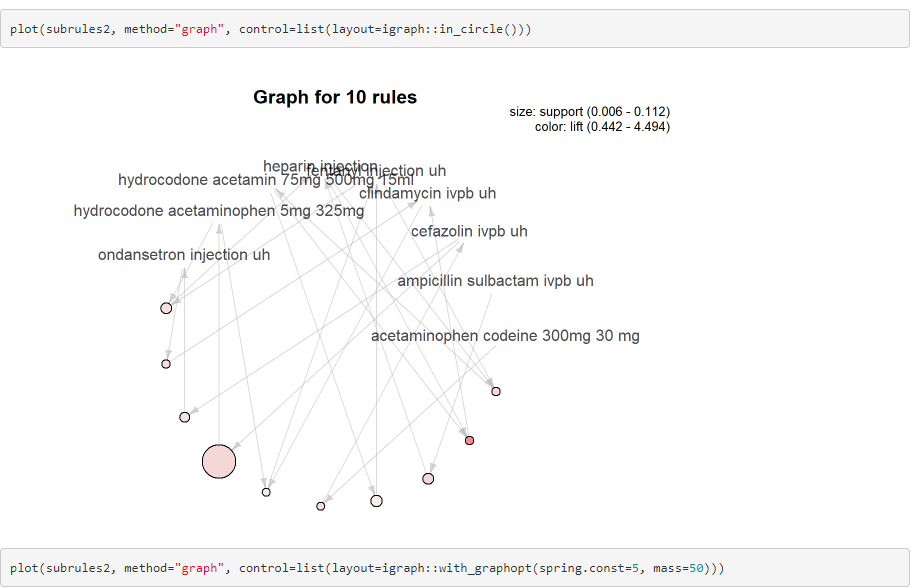 plot(subrules2, method="graph", control=list(layout=igraph::in_circle()))
Graph for 10 rules
size: support (0.006 - 0.112)
color: lift (0.442 - 4.494)
heparin injection
fentanyl injection uh
hydrocodone acetamin 75mg 500mg 15ml
clindamycin ivpb uh
hydrocodone acetaminophen 5mg 325mg
cefazolin ivpb uh
ondansetron injection uh
ampicillin sulbactam ivpb uh
acetaminophen codeine 300mg 30 mg
plot(subrules2, method="graph", control=list(layout=igraph::with_graphopt(spring.const=5, mass=50)))